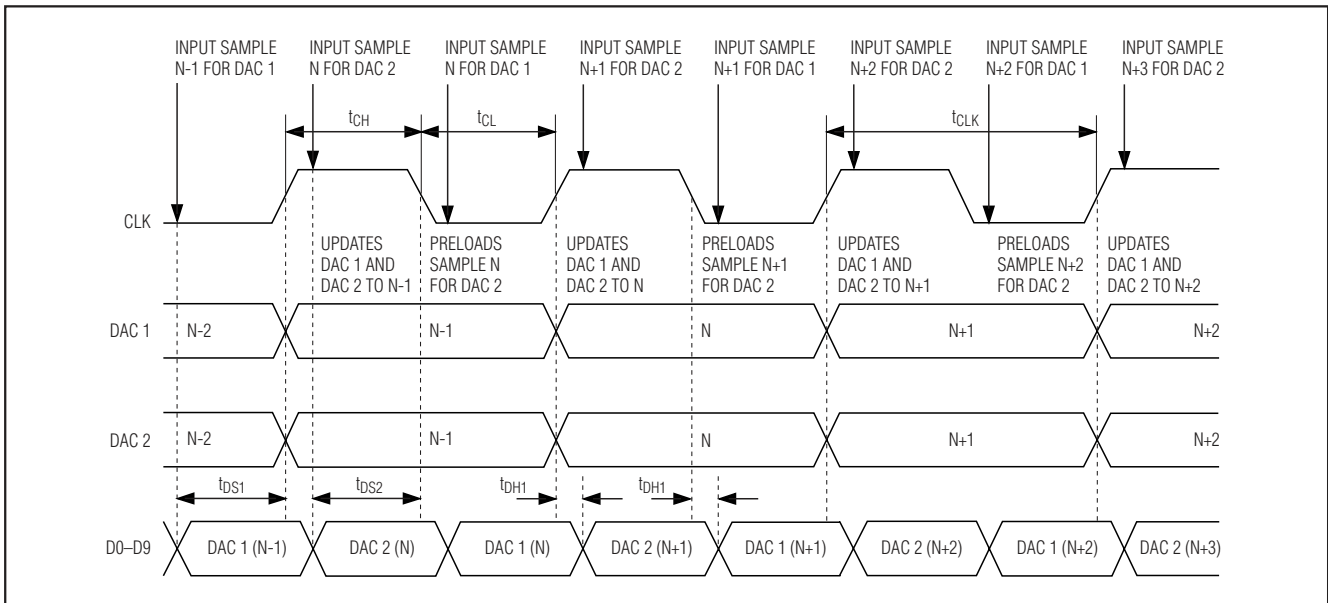 INPUT SAMPLE
N-1 FOR DAC 1
INPUT SAMPLE
N FOR DAC 2
INPUT SAMPLE
N FOR DAC 1
INPUT SAMPLE
N+1 FOR DAC 2
INPUT SAMPLE
N+1 FOR DAC 1
INPUT SAMPLE
N+2 FOR DAC 2
INPUT SAMPLE
N+2 FOR DAC 1
INPUT SAMPLE
N+3 FOR DAC 2
tCH
tCL
tCLK
CLK
UPDATES
DAC 1 AND
DAC 2 TO N-1
PRELOADS
SAMPLE N
FOR DAC 2
UPDATES
DAC 1 AND
DAC 2 TO N
PRELOADS
SAMPLE N+1
FOR DAC 2
UPDATES
DAC 1 AND
DAC 2 TO N+1
PRELOADS
SAMPLE N+2
FOR DAC 2
UPDATES
DAC 1 AND
DAC 2 TO N+2
DAC 1
N-2
N-1
N
N+1
N+2
DAC 2
N-2
N-1
N
N+1
N+2
tDS1
tDS2
tDH1
tDH1
D0–D9
DAC 1 (N-1)
DAC 2 (N)
DAC 1 (N)
DAC 2 (N+1)
DAC 1 (N+1)
DAC 2 (N+2)
DAC 1 (N+2)
DAC 2 (N+3)